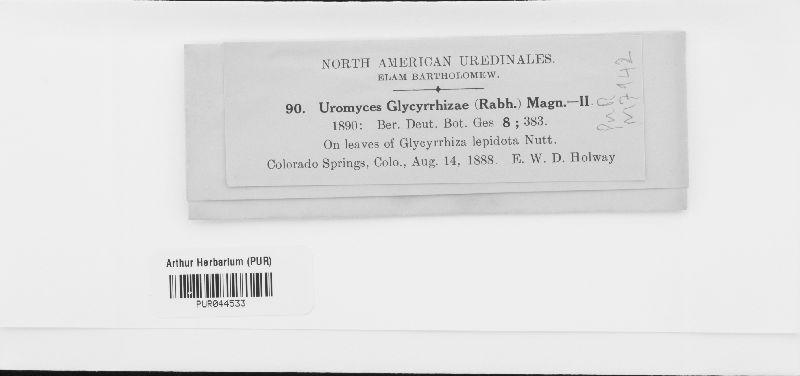 NORTH AMERICAN UREDINALES.
ELAM BARTHOLOMEW.
90. Uromyces Glycyrrhizae (Rabh.) Magn.—II.
1890: Ber. Deut. Bot. Ges 8 ; 383.
On leaves of Glycyrrhiza lepidota Nutt.
Colorado Springs, Colo., Aug. 14, 1888. E. W. D. Holway
PUR
M7942
Arthur Herbarium (PUR)
PUR044533